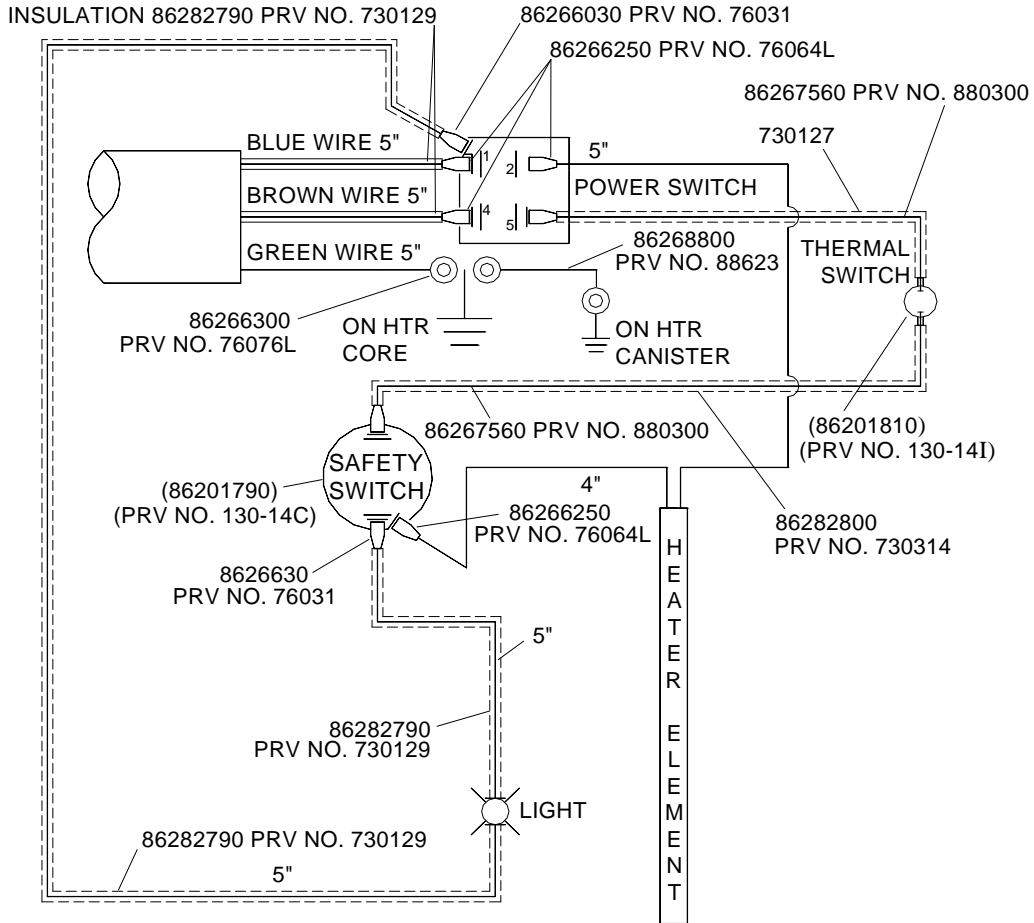 INSULATION 86282790 PRV NO. 730129
86266030 PRV NO. 76031
86266250 PRV NO. 76064L
86267560 PRV NO. 880300
730127
BLUE WIRE 5"
1
2
5"
POWER SWITCH
BROWN WIRE 5"
4
5
GREEN WIRE 5"
86268800
PRV NO. 88623
THERMAL
SWITCH
86266300
PRV NO. 76076L
ON HTR
CORE
ON HTR
CANISTER
86267560 PRV NO. 880300
(86201810)
(PRV NO. 130-14I)
SAFETY
SWITCH
(86201790)
(PRV NO. 130-14C)
4"
86266250
PRV NO. 76064L
86282800
PRV NO. 730314
8626630
PRV NO. 76031
HEATER ELEMENT
5"
86282790
PRV NO. 730129
LIGHT
86282790 PRV NO. 730129
5"